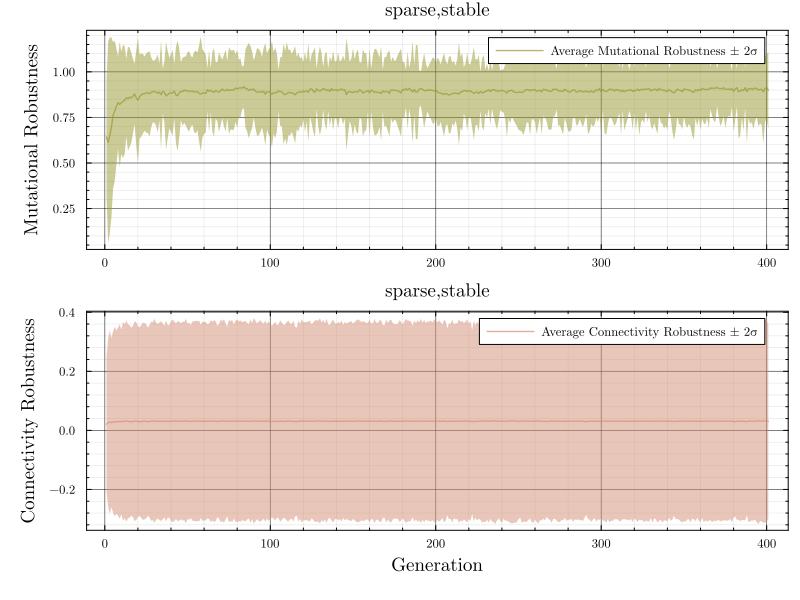 sparse,stable
Mutational Robustness
Average Mutational Robustness ± 2σ
1.00
0.75
0.50
0.25
0 100 200 300 400
sparse,stable
Connectivity Robustness
Average Connectivity Robustness ± 2σ
0.4
0.2
0.0
−0.2
0 100 200 300 400
Generation